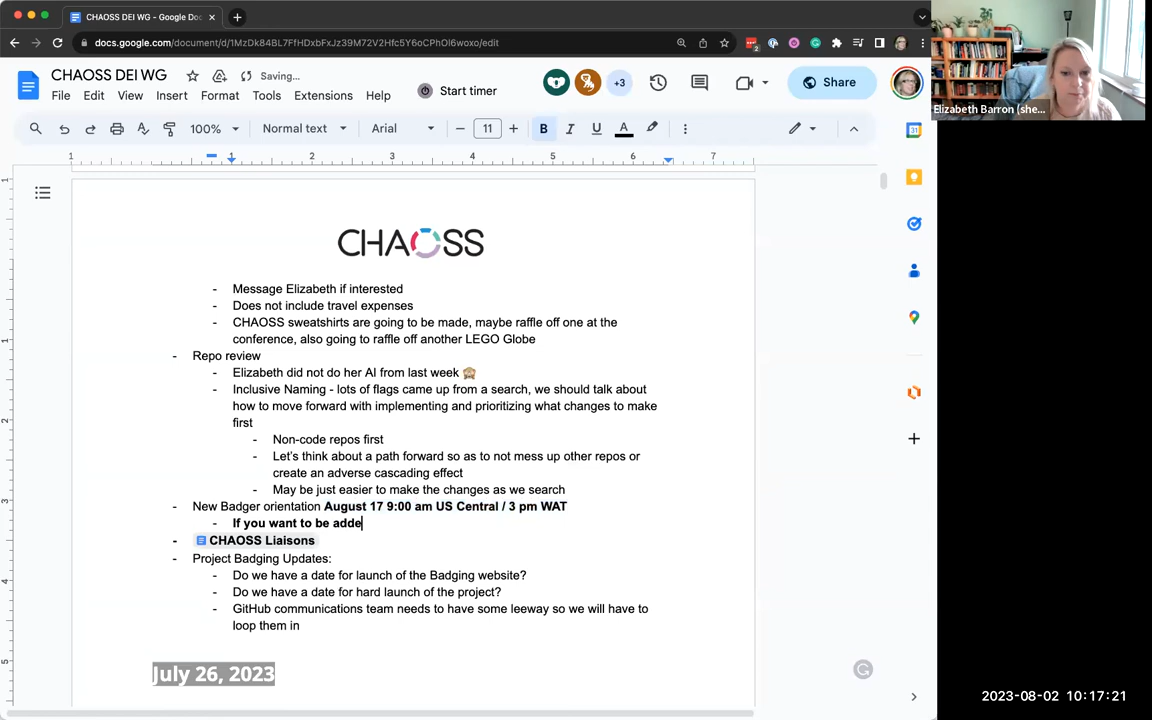 CHAOSS DEI WG - Google Doc
docs.google.com/document/d/1MzDk84BL7FfHDxbFxJz39M72V2Hfc5Y6oCPhOl6woxo/edit
Elizabeth Barron (she...
CHAOSS DEI WG
Saving...
File Edit View Insert Format Tools Extensions Help
Start timer
+3
Share
100% Normal text Arial 11 B I U A
1 1 2 3 4 5 6 7
CHAOSS
- Message Elizabeth if interested
- Does not include travel expenses
- CHAOSS sweatshirts are going to be made, maybe raffle off one at the
conference, also going to raffle off another LEGO Globe
- Repo review
- Elizabeth did not do her AI from last week 🙈
- Inclusive Naming - lots of flags came up from a search, we should talk about
how to move forward with implementing and prioritizing what changes to make
first
- Non-code repos first
- Let's think about a path forward so as to not mess up other repos or
create an adverse cascading effect
- May be just easier to make the changes as we search
- New Badger orientation August 17 9:00 am US Central / 3 pm WAT
- If you want to be adde
- CHAOSS Liaisons
- Project Badging Updates:
- Do we have a date for launch of the Badging website?
- Do we have a date for hard launch of the project?
- GitHub communications team needs to have some leeway so we will have to
loop them in
July 26, 2023
2023-08-02 10:17:21